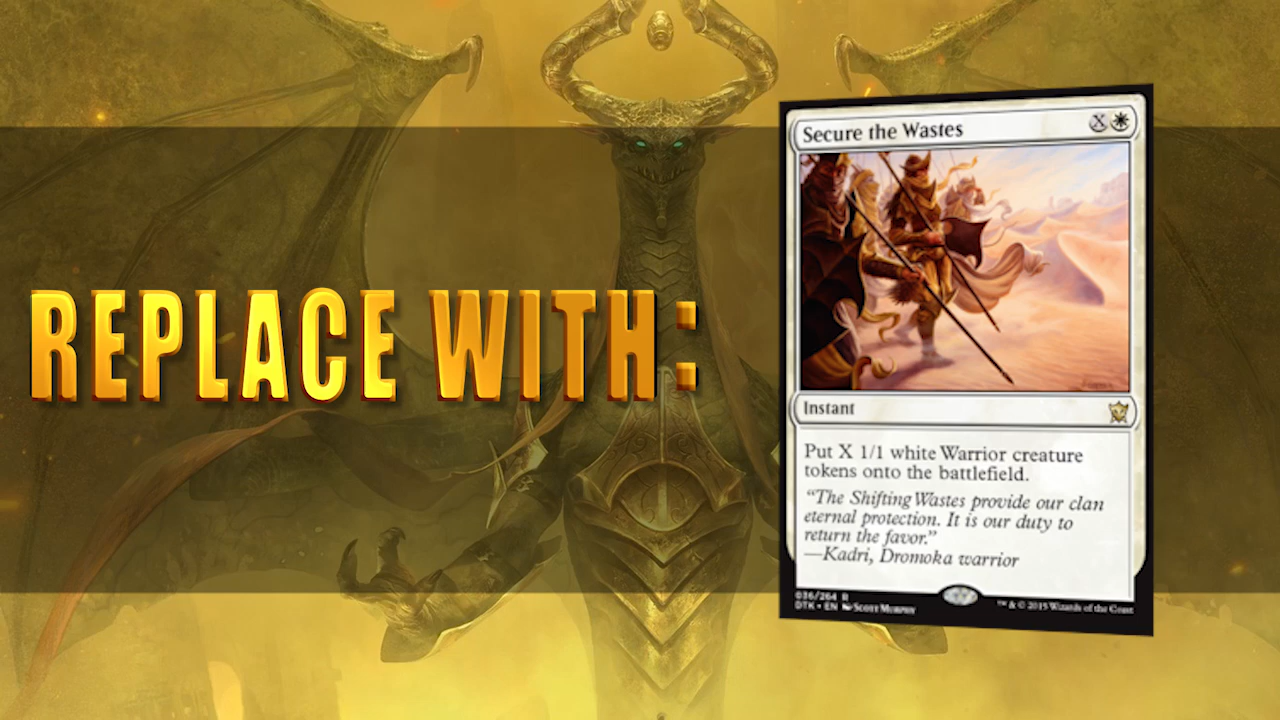 REPLACE WITH:
Secure the Wastes X
Instant
Put X 1/1 white Warrior creature
tokens onto the battlefield.
“The Shifting Wastes provide our clan
eternal protection. It is our duty to
return the favor.”
—Kadri, Dromoka warrior
036/264 R
DTK • EN Scott Murphy
™ & © 2015 Wizards of the Coast